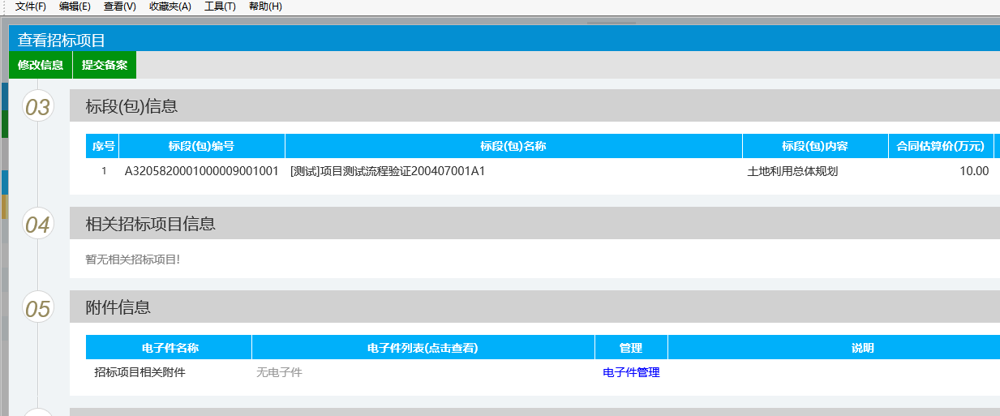 文件(F) 编辑(E) 查看(V) 收藏夹(A) 工具(T) 帮助(H)
查看招标项目
修改信息 提交备案
03 标段(包)信息
序号 标段(包)编号 标段(包)名称 标段(包)内容 合同估算价(万元)
1 A3205820001000009001001 [测试]项目测试流程验证200407001A1 土地利用总体规划 10.00
04 相关招标项目信息
暂无相关招标项目!
05 附件信息
电子件名称 电子件列表(点击查看) 管理 说明
招标项目相关附件 无电子件 电子件管理